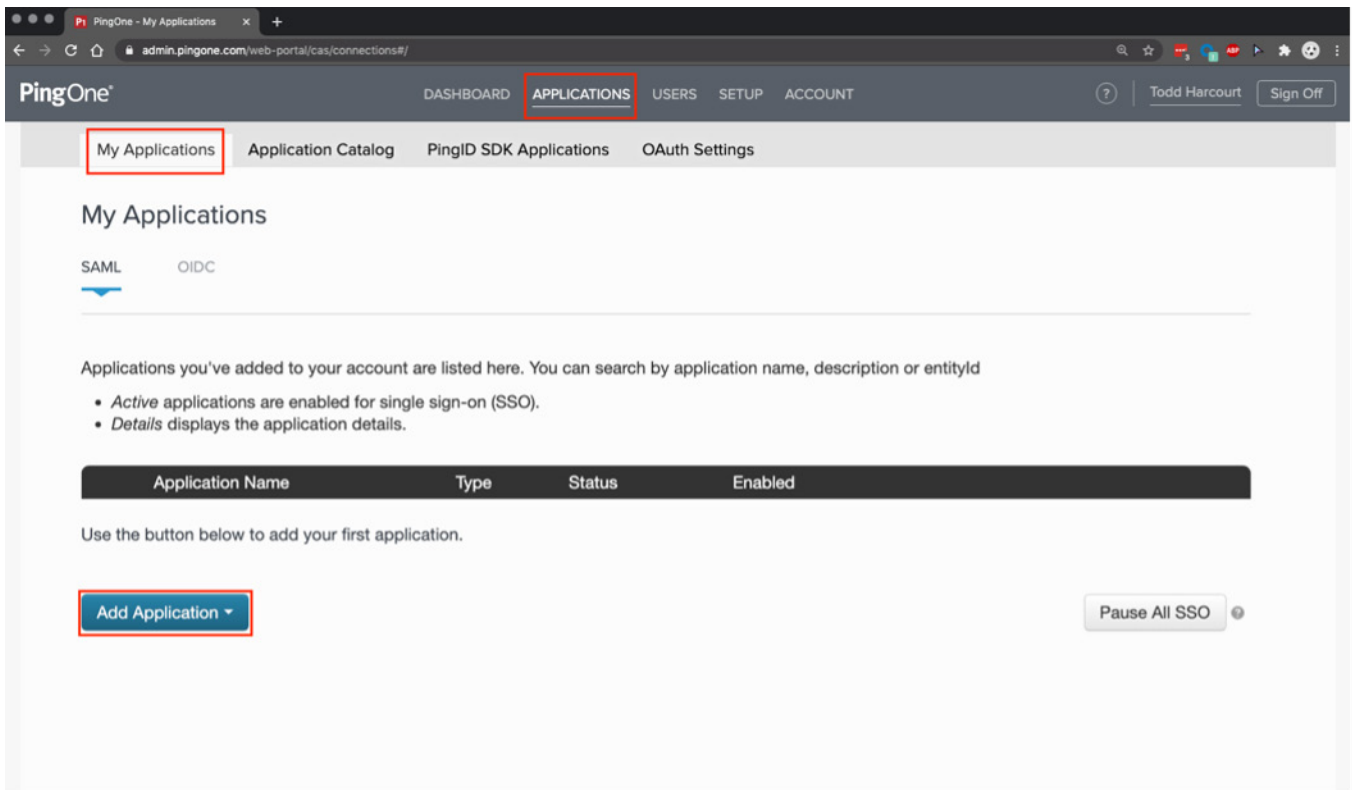 PingOne - My Applications
admin.pingone.com/web-portal/cas/connections#/
PingOne® DASHBOARD APPLICATIONS USERS SETUP ACCOUNT ? Todd Harcourt Sign Off
My Applications Application Catalog PingID SDK Applications OAuth Settings
My Applications
SAML OIDC
Applications you've added to your account are listed here. You can search by application name, description or entityId
• Active applications are enabled for single sign-on (SSO).
• Details displays the application details.
Application Name Type Status Enabled
Use the button below to add your first application.
Add Application Pause All SSO